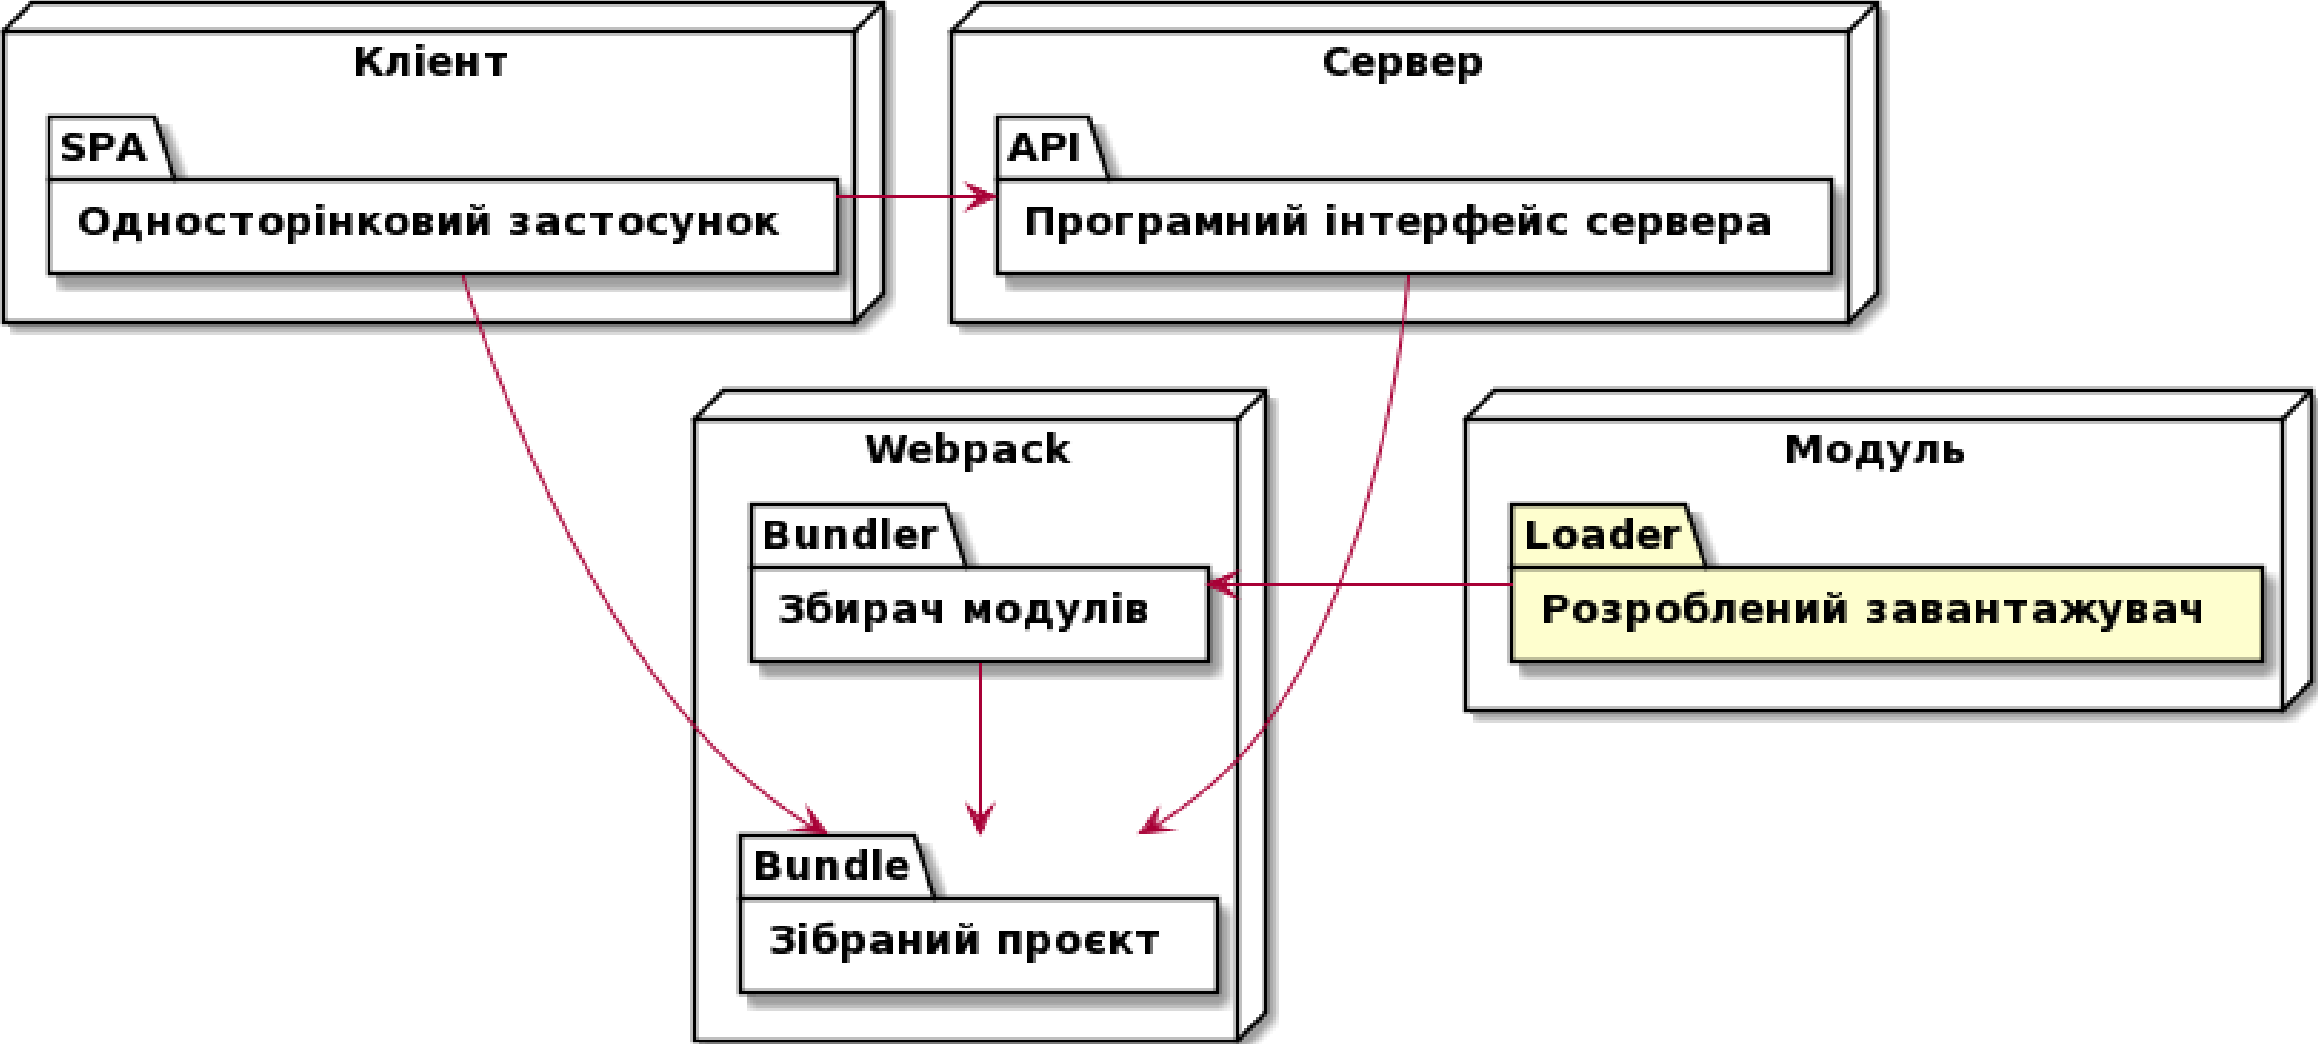 Клієнт
SPA
Односторінковий застосунок
Сервер
API
Програмний інтерфейс сервера
Webpack
Bundler
Збирач модулів
Модуль
Loader
Розроблений завантажувач
Bundle
Зібраний проєкт